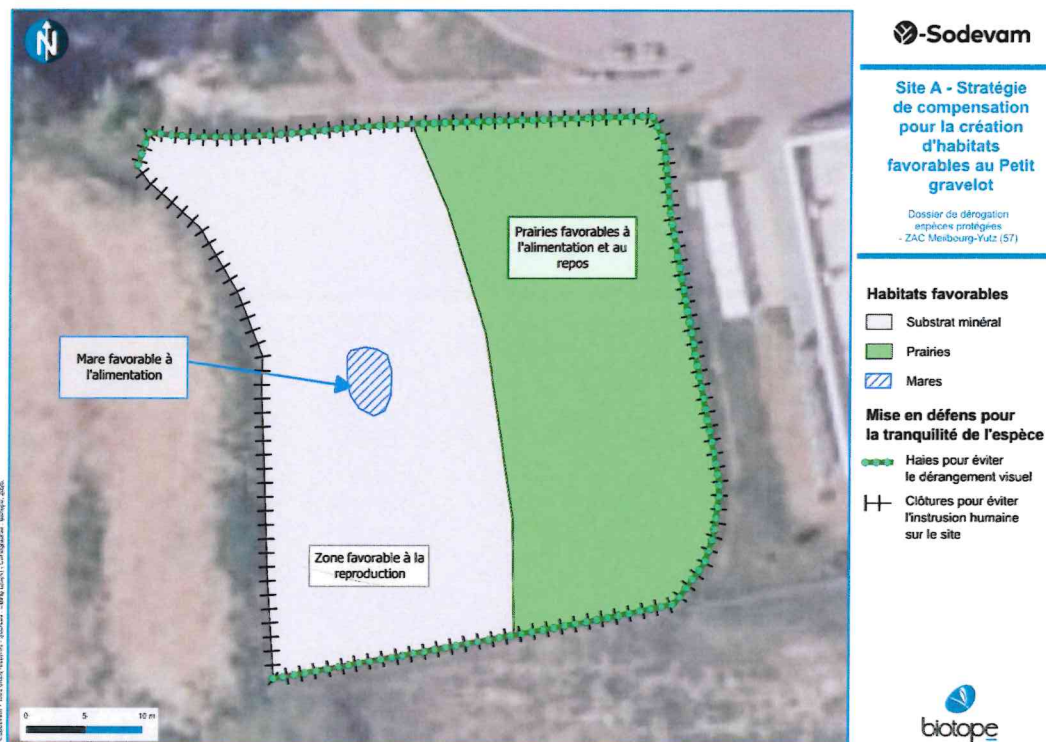 N
Prairies favorables à
l'alimentation et au
repos
Mare favorable à
l'alimentation
Zone favorable à la
reproduction
0 5 10 m
-Sodevam
Site A - Stratégie
de compensation
pour la création
d'habitats
favorables au Petit
gravelot
Dossier de dérogation
espèces protégées
- ZAC Meilbourg-Yutz (57)
Habitats favorables
Substrat minéral
Prairies
Mares
Mise en défens pour
la tranquilité de l'espèce
Haies pour éviter
le dérangement visuel
Clôtures pour éviter
l'instrusion humaine
sur le site
biotope